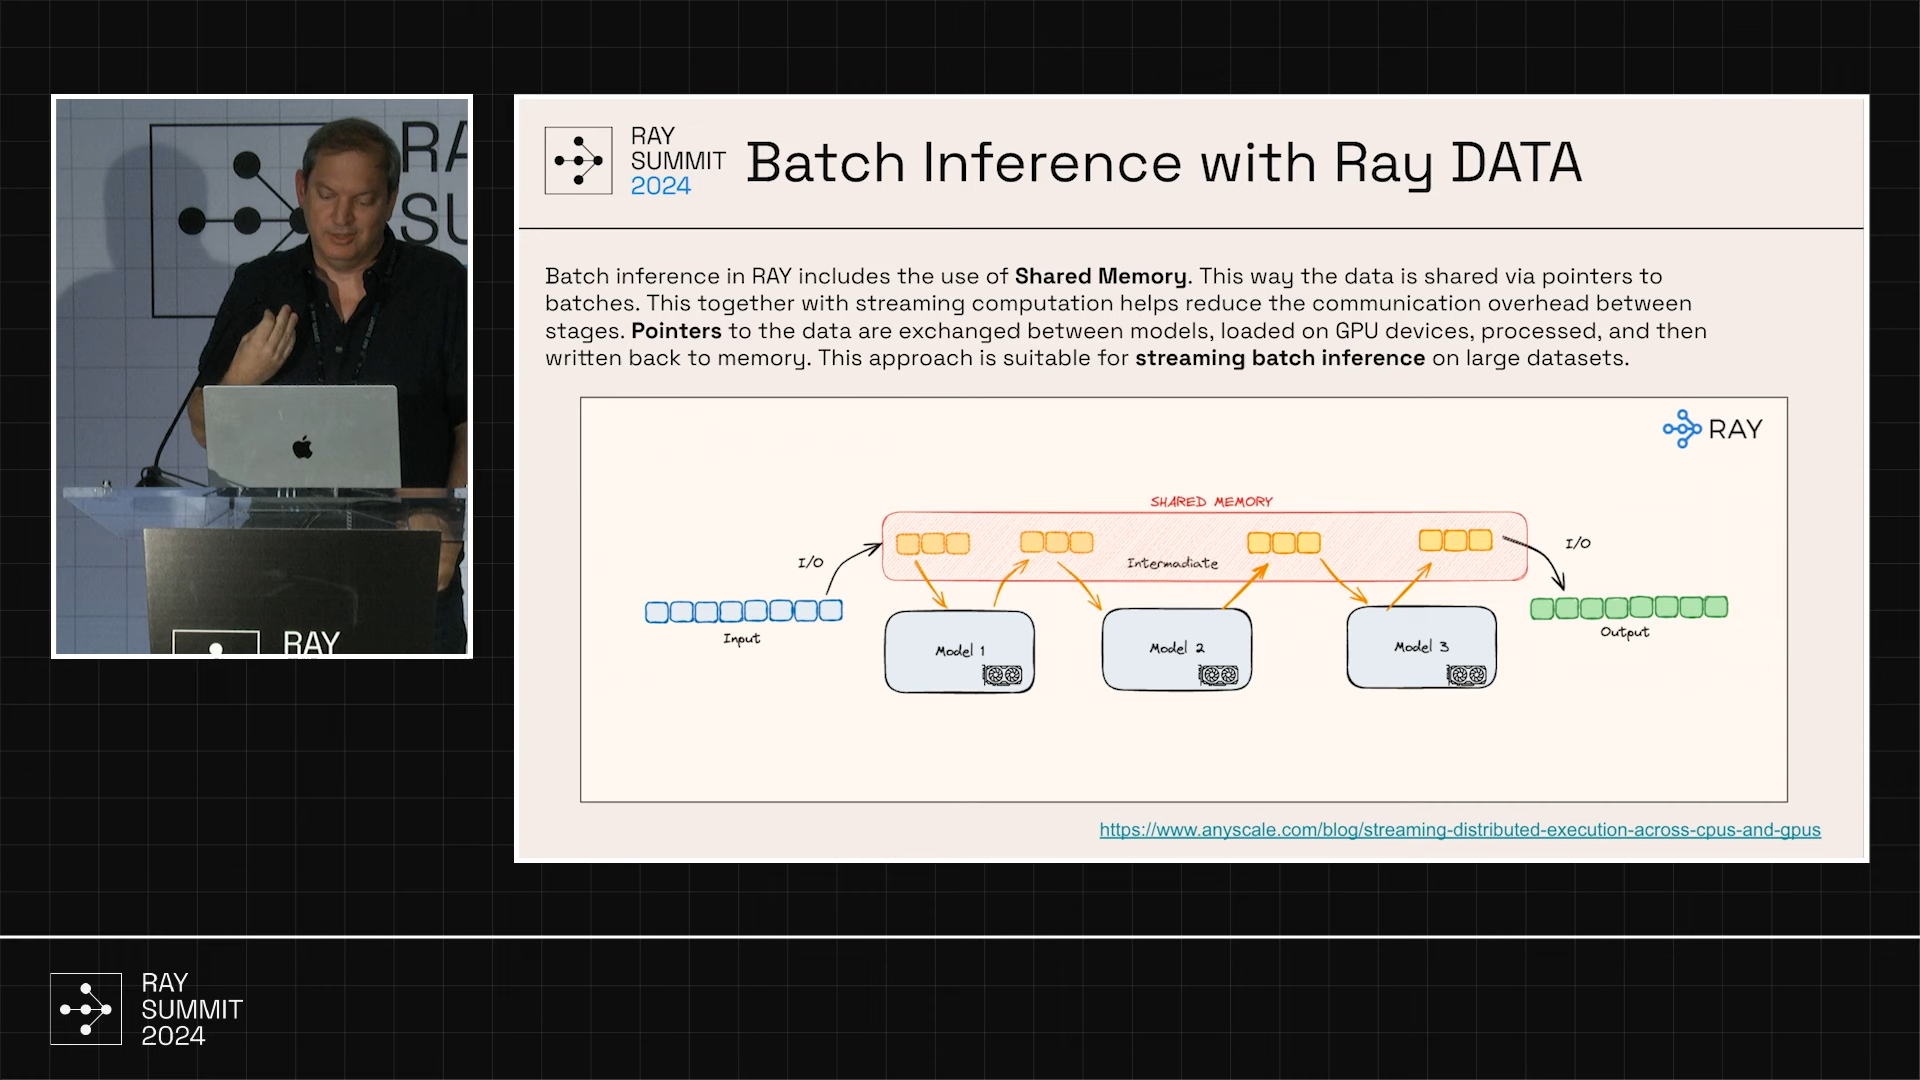 RA
SU
RAY
RAY
SUMMIT
2024
Batch Inference with Ray DATA
Batch inference in RAY includes the use of Shared Memory. This way the data is shared via pointers to
batches. This together with streaming computation helps reduce the communication overhead between
stages. Pointers to the data are exchanged between models, loaded on GPU devices, processed, and then
written back to memory. This approach is suitable for streaming batch inference on large datasets.
RAY
SHARED MEMORY
I/O
Intermadiate
I/O
Input
Output
Model 1
Model 2
Model 3
https://www.anyscale.com/blog/streaming-distributed-execution-across-cpus-and-gpus
RAY
SUMMIT
2024